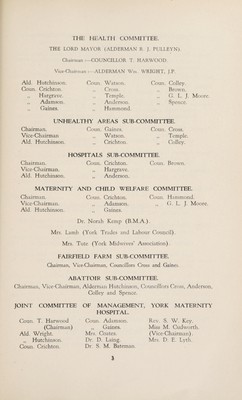 THE HEALTH COMMITTEE.
THE LORD MAYOR (ALDERMAN B. J. PULLEYN).
Chairman :—COUNCILLOR T. HARWOOD.
Vice-Chairman :—ALDERMAN Wm. WRIGHT, J.P.
Ald. Hutchinson. Coun. Watson. Coun. Colley.
Coun. Crichton. „ Cross. „ Brown.
„ Hargrave. „ Temple. „ G. L. J. Moore.
„ Adamson. „ Anderson. „ Spence.
„ Gaines. „ Hammond.
UNHEALTHY AREAS SUB-COMMITTEE.
Chairman. Coun. Gaines. Coun. Cross.
Vice-Chairman „ Watson. „ Temple.
Ald. Hutchinson. „ Crichton. „ Colley.
HOSPITALS SUB-COMMITTEE.
Chairman. Coun. Crichton. Coun. Brown.
Vice-Chairman. „ Hargrave.
Ald. Hutchinson. „ Anderson.
MATERNITY AND CHILD WELFARE COMMITTEE.
Chairman. Coun. Crichton. Coun. Hammond.
Vice-Chairman. „ Adamson. „ G. L. J. Moore.
Ald. Hutchinson. „ Gaines.
Dr. Norah Kemp (B.M.A.).
Mrs. Lamb (York Trades and Labour Council).
Mrs. Tute (York Midwives' Association).
FAIRFIELD FARM SUB-COMMITTEE.
Chairman, Vice-Chairman, Councillors Cross and Gaines.
ABATTOIR SUB-COMMITTEE.
Chairman, Vice-Chairman, Alderman Hutchinson, Councillors Cross, Anderson,
Colley and Spence.
JOINT COMMITTEE OF MANAGEMENT, YORK MATERNITY
HOSPITAL.
Coun. T. Harwood Coun. Adamson. Rev. S. W. Key.
(Chairman) „ Gaines. Miss M. Cudworth.
Ald. Wright. Mrs. Coates (Vice-Chairman).
„ Hutchinson. Dr. D. Laing. Mrs. D. E. Lyth.
Coun. Crichton. Dr. S. M. Bateman.
5